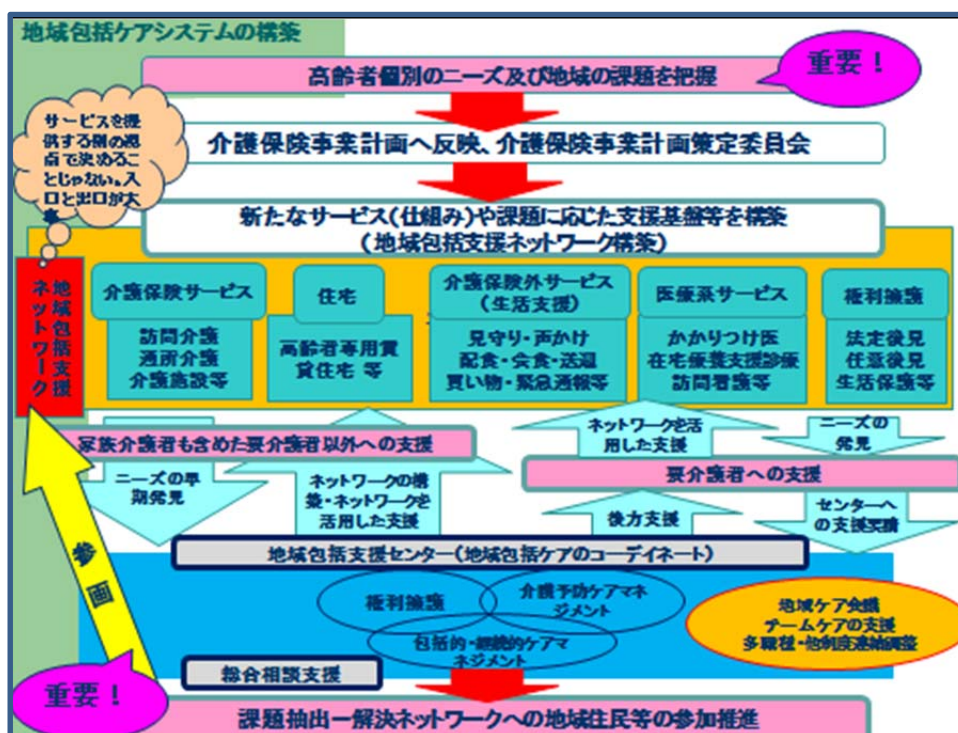 地域包括ケアシステムの構築
高齢者個別のニーズ及び地域の課題を把握
重要！
サービスを提
供する側の視
点で決めるこ
とじゃない。入
口と出口が大
介護保険事業計画へ反映、介護保険事業計画策定委員会
新たなサービス(仕組み)や課題に応じた支援基盤等を構築
(地域包括支援ネットワーク構築)
地域包括支援
ネットワーク
介護保険サービス
訪問介護
通所介護
介護施設等
住宅
高齢者専用賃
貸住宅 等
介護保険外サービス
(生活支援)
見守り・声かけ
配食・会食・送迎
買い物・緊急通報等
医療系サービス
かかりつけ医
在宅療養支援診療
訪問看護等
権利擁護
法定後見
任意後見
生活保護等
家族介護者も含めた要介護者以外への支援
ニーズの早
期発見
ネットワークの構
築・ネットワークを
活用した支援
ネットワークを活
用した支援
ニーズの
発見
要介護者への支援
後方支援
センターへ
の支援要請
参画
地域包括支援センター(地域包括ケアのコーディネート)
権利擁護
介護予防ケアマネ
ジメント
包括的・継続的ケアマ
ネジメント
地域ケア会議
チームケアの支援
多職種・他制度連絡調整
総合相談支援
重要！
課題抽出ー解決ネットワークへの地域住民等の参加推進